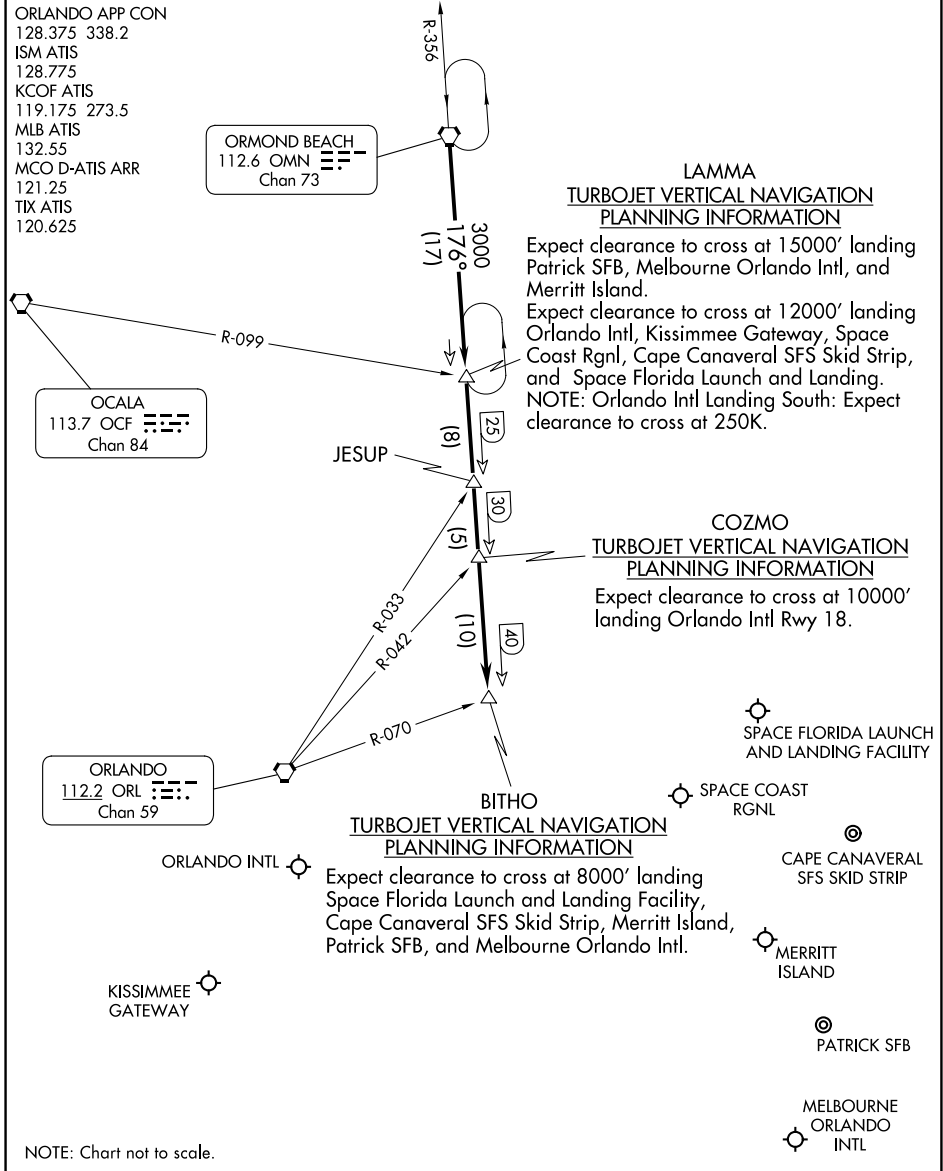 ORLANDO APP CON
128.375 338.2
ISM ATIS
128.775
KCOF ATIS
119.175 273.5
MLB ATIS
132.55
MCO D-ATIS ARR
121.25
TIX ATIS
120.625
R-356
ORMOND BEACH
112.6 OMN
Chan 73
3000
176°
(17)
LAMMA
TURBOJET VERTICAL NAVIGATION
PLANNING INFORMATION
Expect clearance to cross at 15000' landing
Patrick SFB, Melbourne Orlando Intl, and
Merritt Island.
Expect clearance to cross at 12000' landing
Orlando Intl, Kissimmee Gateway, Space
Coast Rgnl, Cape Canaveral SFS Skid Strip,
and Space Florida Launch and Landing.
NOTE: Orlando Intl Landing South: Expect
clearance to cross at 250K.
R-099
OCALA
113.7 OCF
Chan 84
25
(8)
JESUP
30
(5)
COZMO
TURBOJET VERTICAL NAVIGATION
PLANNING INFORMATION
Expect clearance to cross at 10000'
landing Orlando Intl Rwy 18.
R-033
R-042
(10)
40
R-070
ORLANDO
112.2 ORL
Chan 59
SPACE FLORIDA LAUNCH
AND LANDING FACILITY
SPACE COAST
RGNL
BITHO
TURBOJET VERTICAL NAVIGATION
PLANNING INFORMATION
Expect clearance to cross at 8000' landing
Space Florida Launch and Landing Facility,
Cape Canaveral SFS Skid Strip, Merritt Island,
Patrick SFB, and Melbourne Orlando Intl.
CAPE CANAVERAL
SFS SKID STRIP
ORLANDO INTL
MERRITT
ISLAND
KISSIMMEE
GATEWAY
PATRICK SFB
MELBOURNE
ORLANDO
INTL
NOTE: Chart not to scale.